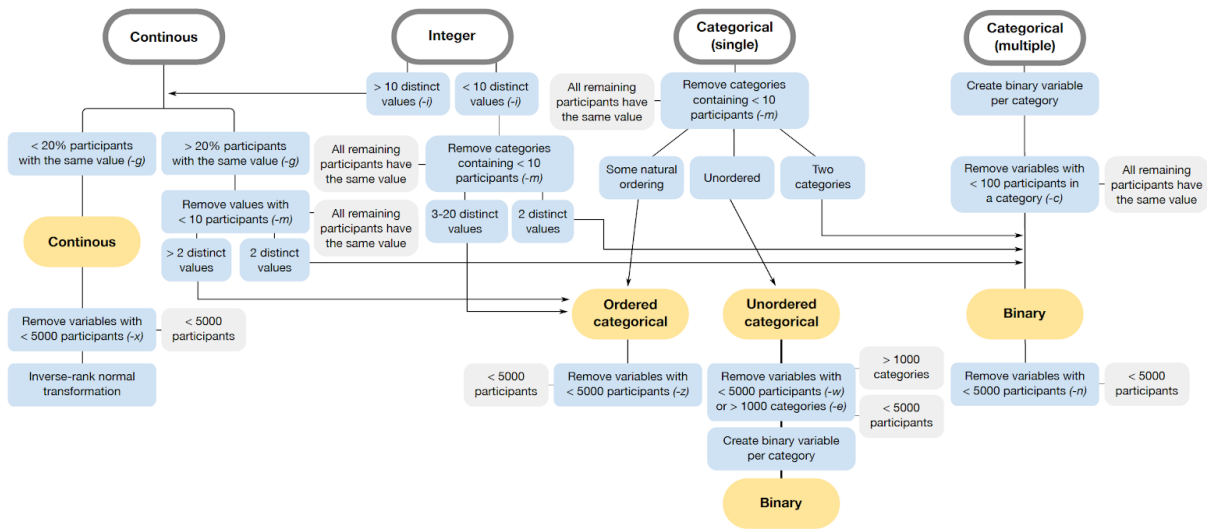 Continous
Integer
Categorical
(single)
Categorical
(multiple)
> 10 distinct
values (-i)
< 10 distinct
values (-i)
All remaining
participants have
the same value
Remove categories
containing < 10
participants (-m)
Create binary variable
per category
< 20% participants
with the same value (-g)
> 20% participants
with the same value (-g)
All remaining
participants have
the same value
Remove categories
containing < 10
participants (-m)
Some natural
ordering
Unordered
Two
categories
Remove variables with
< 100 participants in
a category (-c)
All remaining
participants have
the same value
Remove values with
< 10 participants (-m)
All remaining
participants have
the same value
3-20 distinct
values
2 distinct
values
Continous
> 2 distinct
values
2 distinct
values
Ordered
categorical
Unordered
categorical
Binary
Remove variables with
< 5000 participants (-x)
< 5000
participants
Inverse-rank normal
transformation
< 5000
participants
Remove variables with
< 5000 participants (-z)
Remove variables with
< 5000 participants (-w)
or > 1000 categories (-e)
> 1000
categories
< 5000
participants
Remove variables with
< 5000 participants (-n)
< 5000
participants
Create binary variable
per category
Binary